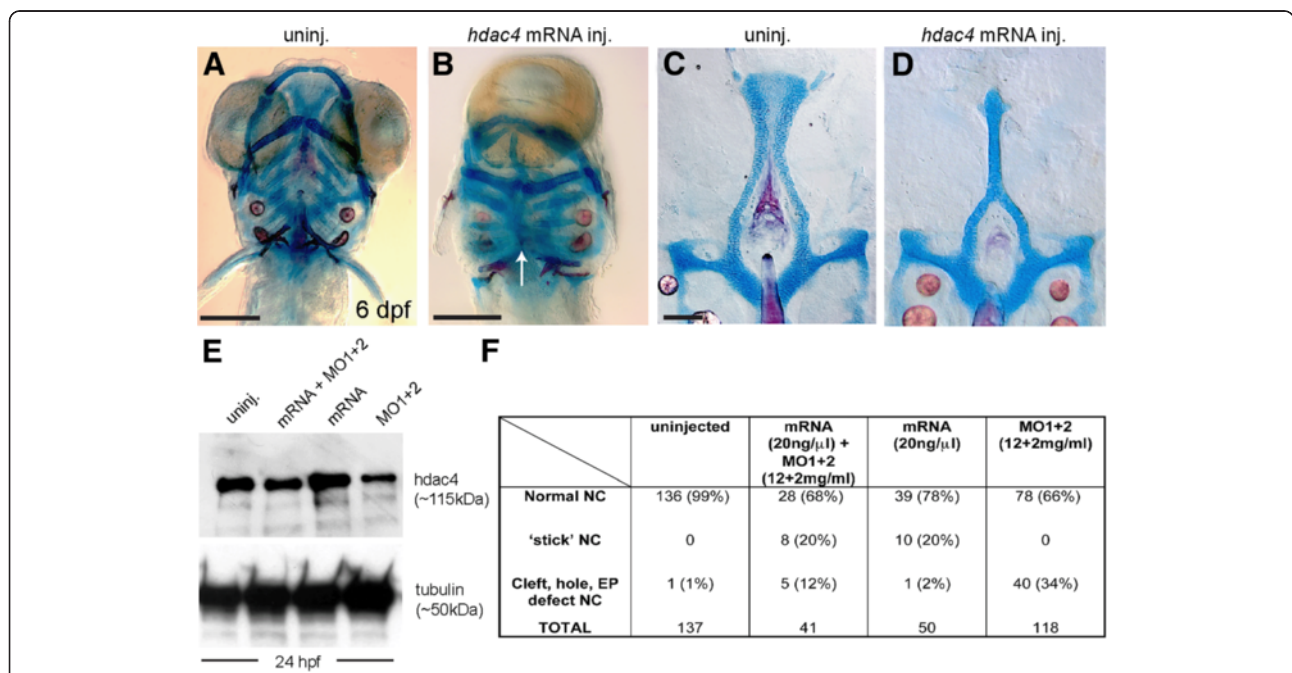 uninj.
hdac4 mRNA inj.
uninj.
hdac4 mRNA inj.
A
B
C
D
6 dpf
E
F
uninj.
mRNA + MO1+2
mRNA
MO1+2
hdac4
(~115kDa)
tubulin
(~50kDa)
24 hpf
uninjected
mRNA
(20ng/µl) +
MO1+2
(12+2mg/ml)
mRNA
(20ng/µl)
MO1+2
(12+2mg/ml)
Normal NC
136 (99%)
28 (68%)
39 (78%)
78 (66%)
'stick' NC
0
8 (20%)
10 (20%)
0
Cleft, hole, EP
defect NC
1 (1%)
5 (12%)
1 (2%)
40 (34%)
TOTAL
137
41
50
118